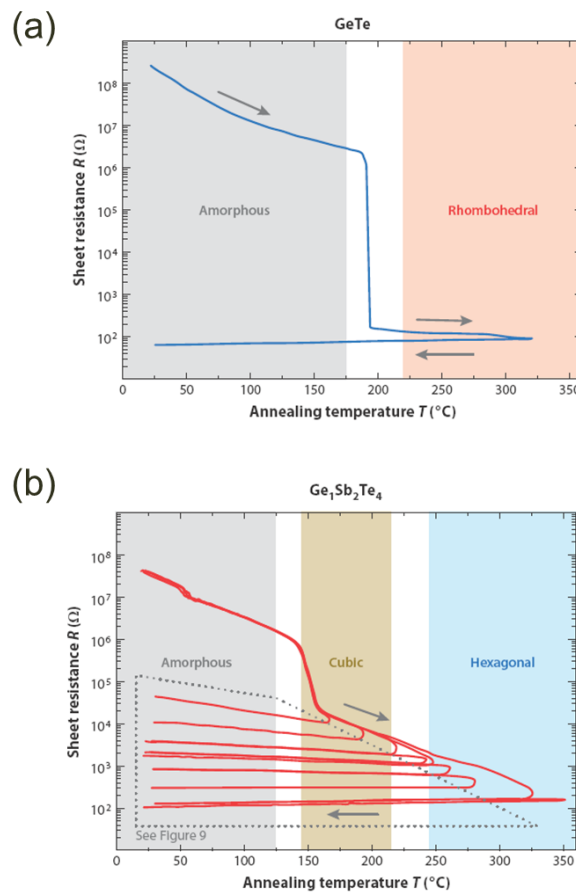 (a)
GeTe
Sheet resistance R (Ω)
10⁸
10⁷
10⁶
10⁵
10⁴
10³
10²
Amorphous
Rhombohedral
0 50 100 150 200 250 300 350
Annealing temperature T (°C)
(b)
Ge₁Sb₂Te₄
Sheet resistance R (Ω)
10⁸
10⁷
10⁶
10⁵
10⁴
10³
10²
Amorphous
Cubic
Hexagonal
See Figure 9
0 50 100 150 200 250 300 350
Annealing temperature T (°C)